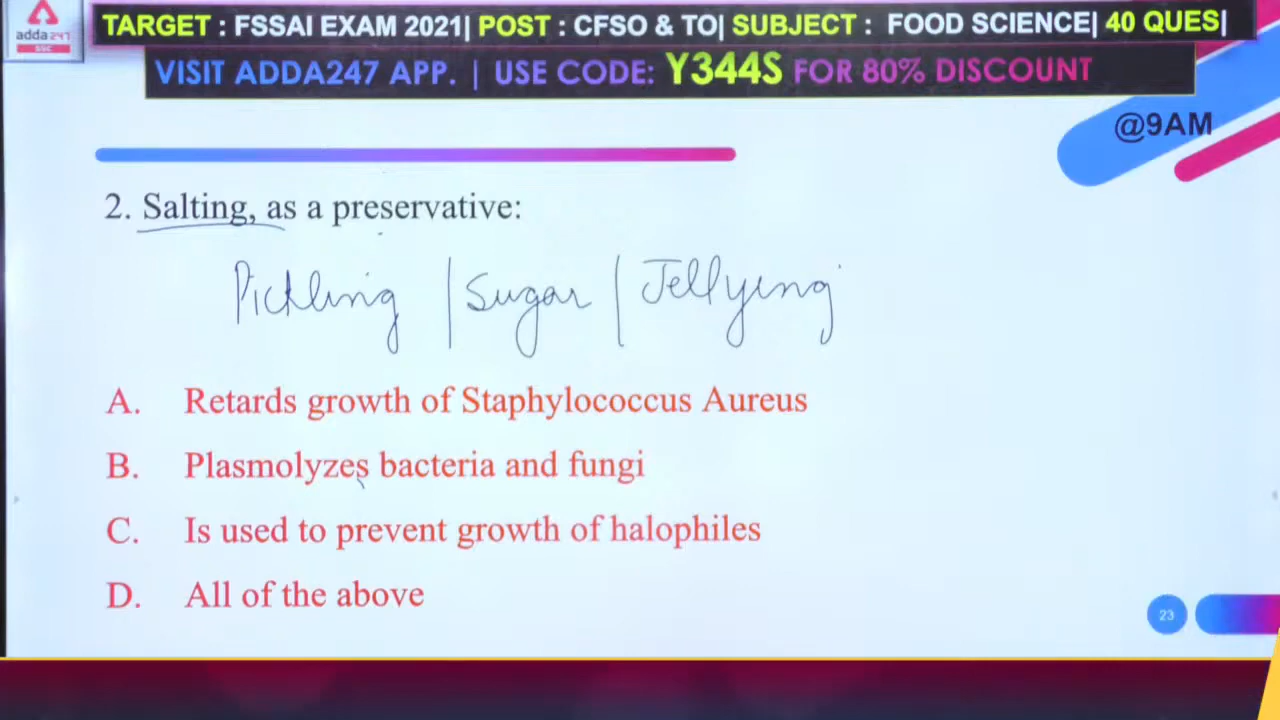 adda247
SSC
TARGET : FSSAI EXAM 2021| POST : CFSO & TO| SUBJECT : FOOD SCIENCE| 40 QUES|
VISIT ADDA247 APP. | USE CODE: Y344S FOR 80% DISCOUNT
@9AM
2. Salting, as a preservative:
Pickling | Sugar | Jellying
A. Retards growth of Staphylococcus Aureus
B. Plasmolyzes bacteria and fungi
C. Is used to prevent growth of halophiles
D. All of the above
23